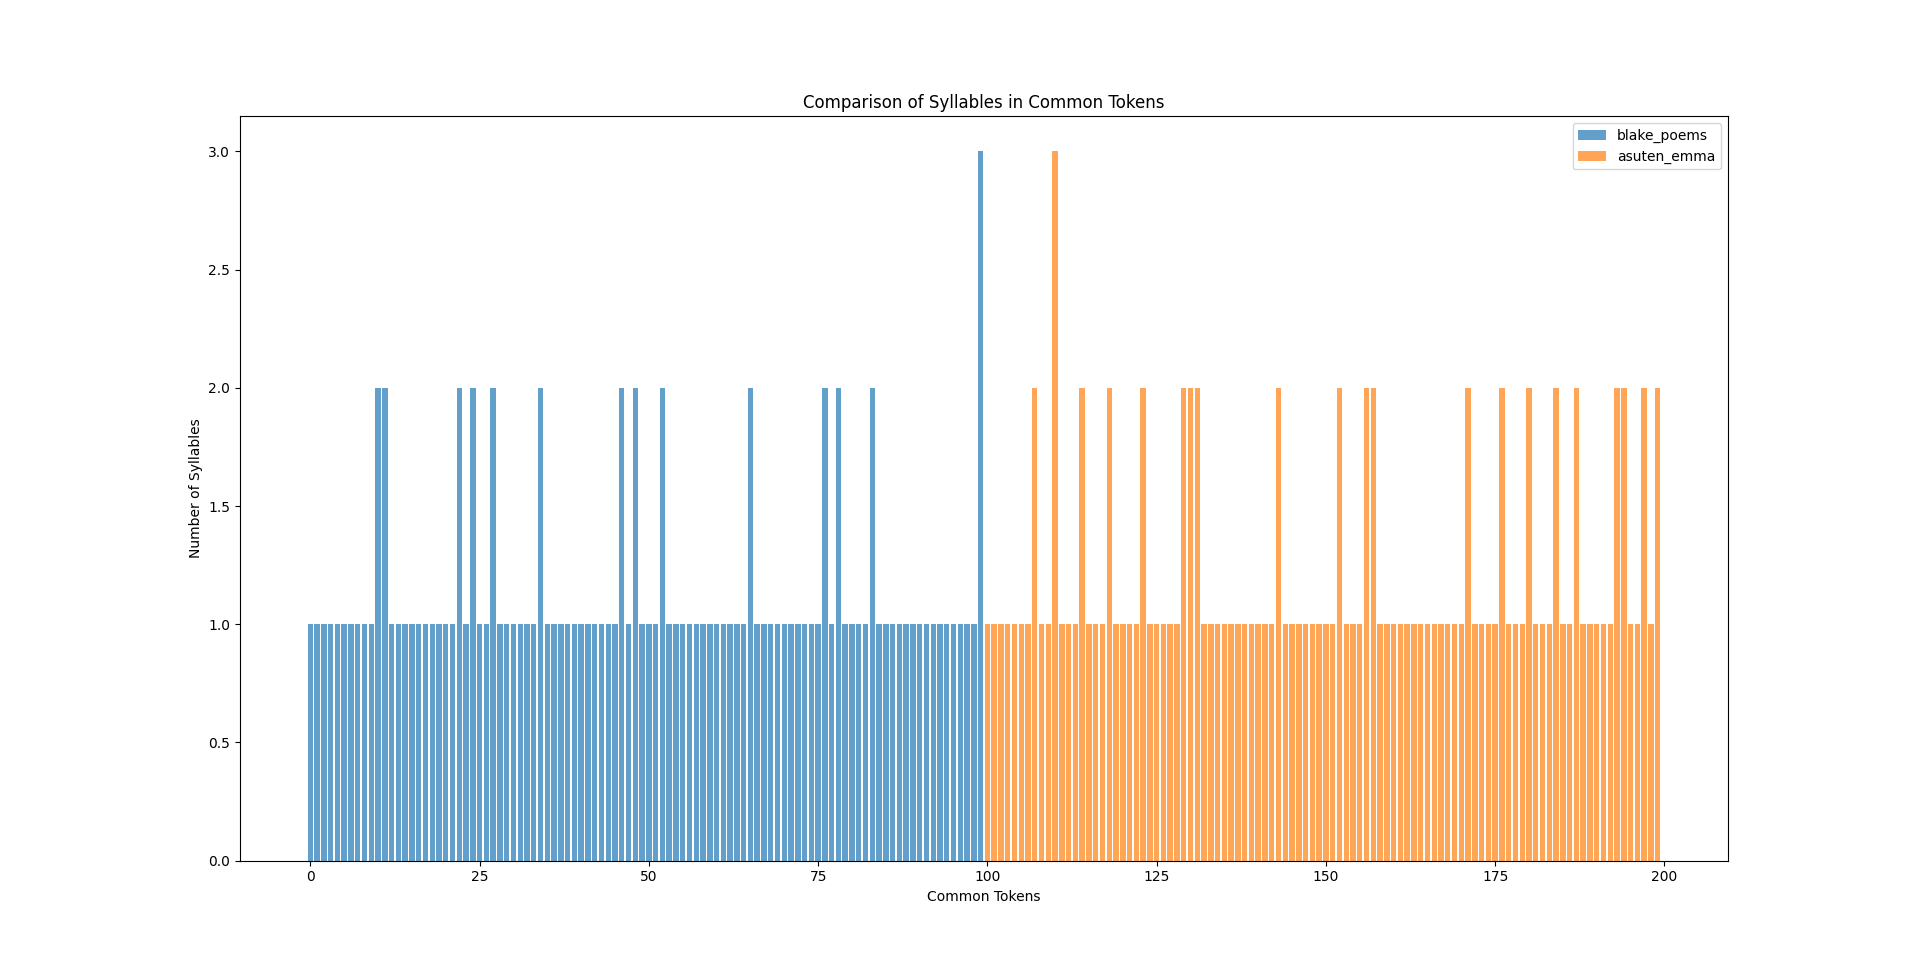 Comparison of Syllables in Common Tokens
blake_poems
asuten_emma
3.0
2.5
2.0
1.5
1.0
0.5
0.0
Number of Syllables
0 25 50 75 100 125 150 175 200
Common Tokens